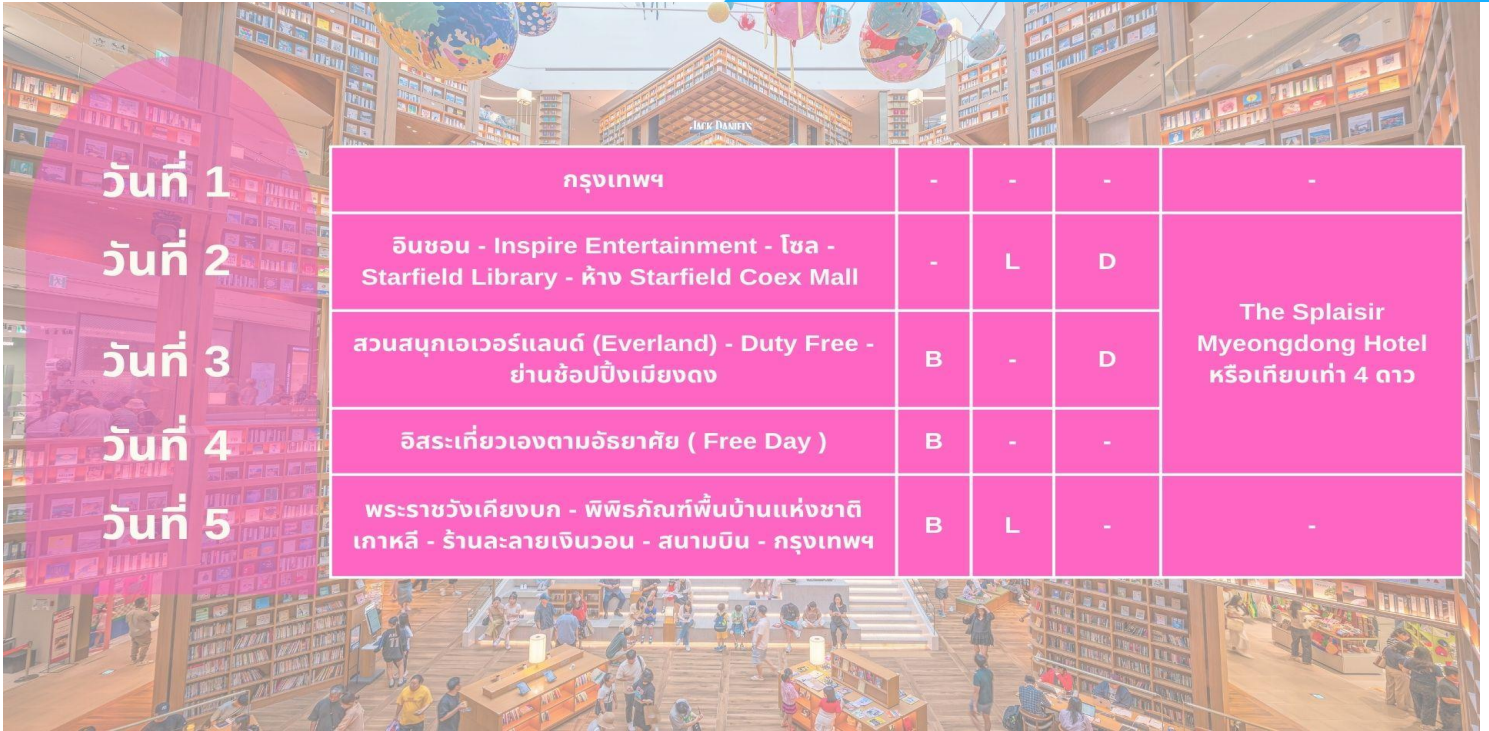 JACK DANIEL'S
วันที่ 1
กรุงเทพฯ
-
-
-
-
วันที่ 2
อินชอน - Inspire Entertainment - โซล -
Starfield Library - ห้าง Starfield Coex Mall
-
L
D
The Splaisir
Myeongdong Hotel
หรือเทียบเท่า 4 ดาว
วันที่ 3
สวนสนุกเอเวอร์แลนด์ (Everland) - Duty Free -
ย่านช้อปปิ้งเมียงดง
B
-
D
วันที่ 4
อิสระเที่ยวเองตามอัธยาศัย ( Free Day )
B
-
-
วันที่ 5
พระราชวังเคียงบก - พิพิธภัณฑ์พื้นบ้านแห่งชาติ
เกาหลี - ร้านละลายเงินวอน - สนามบิน - กรุงเทพฯ
B
L
-
-